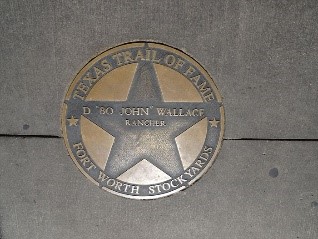 TEXAS TRAIL OF FAME
D. "BO JOHN" WALLACE
RANCHER
FORT WORTH STOCKYARDS